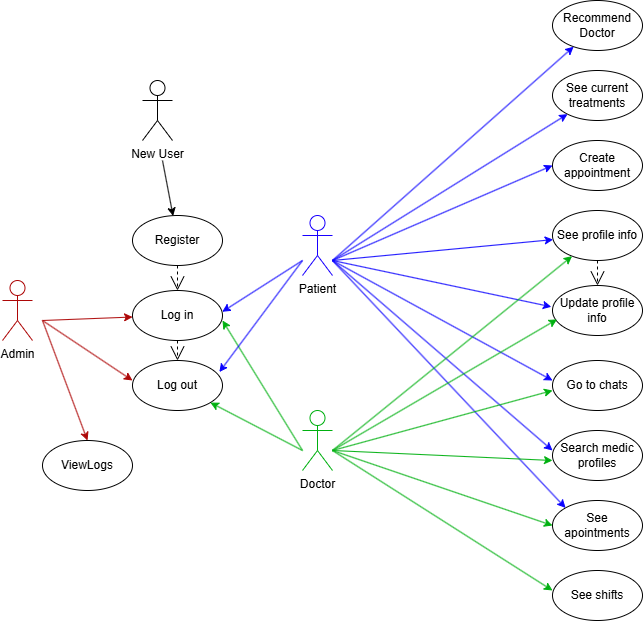 Recommend
Doctor
See current
treatments
New User
Create
appointment
Register
See profile info
Patient
Update profile
info
Log in
Admin
Log out
Go to chats
Search medic
profiles
ViewLogs
Doctor
See
apointments
See shifts